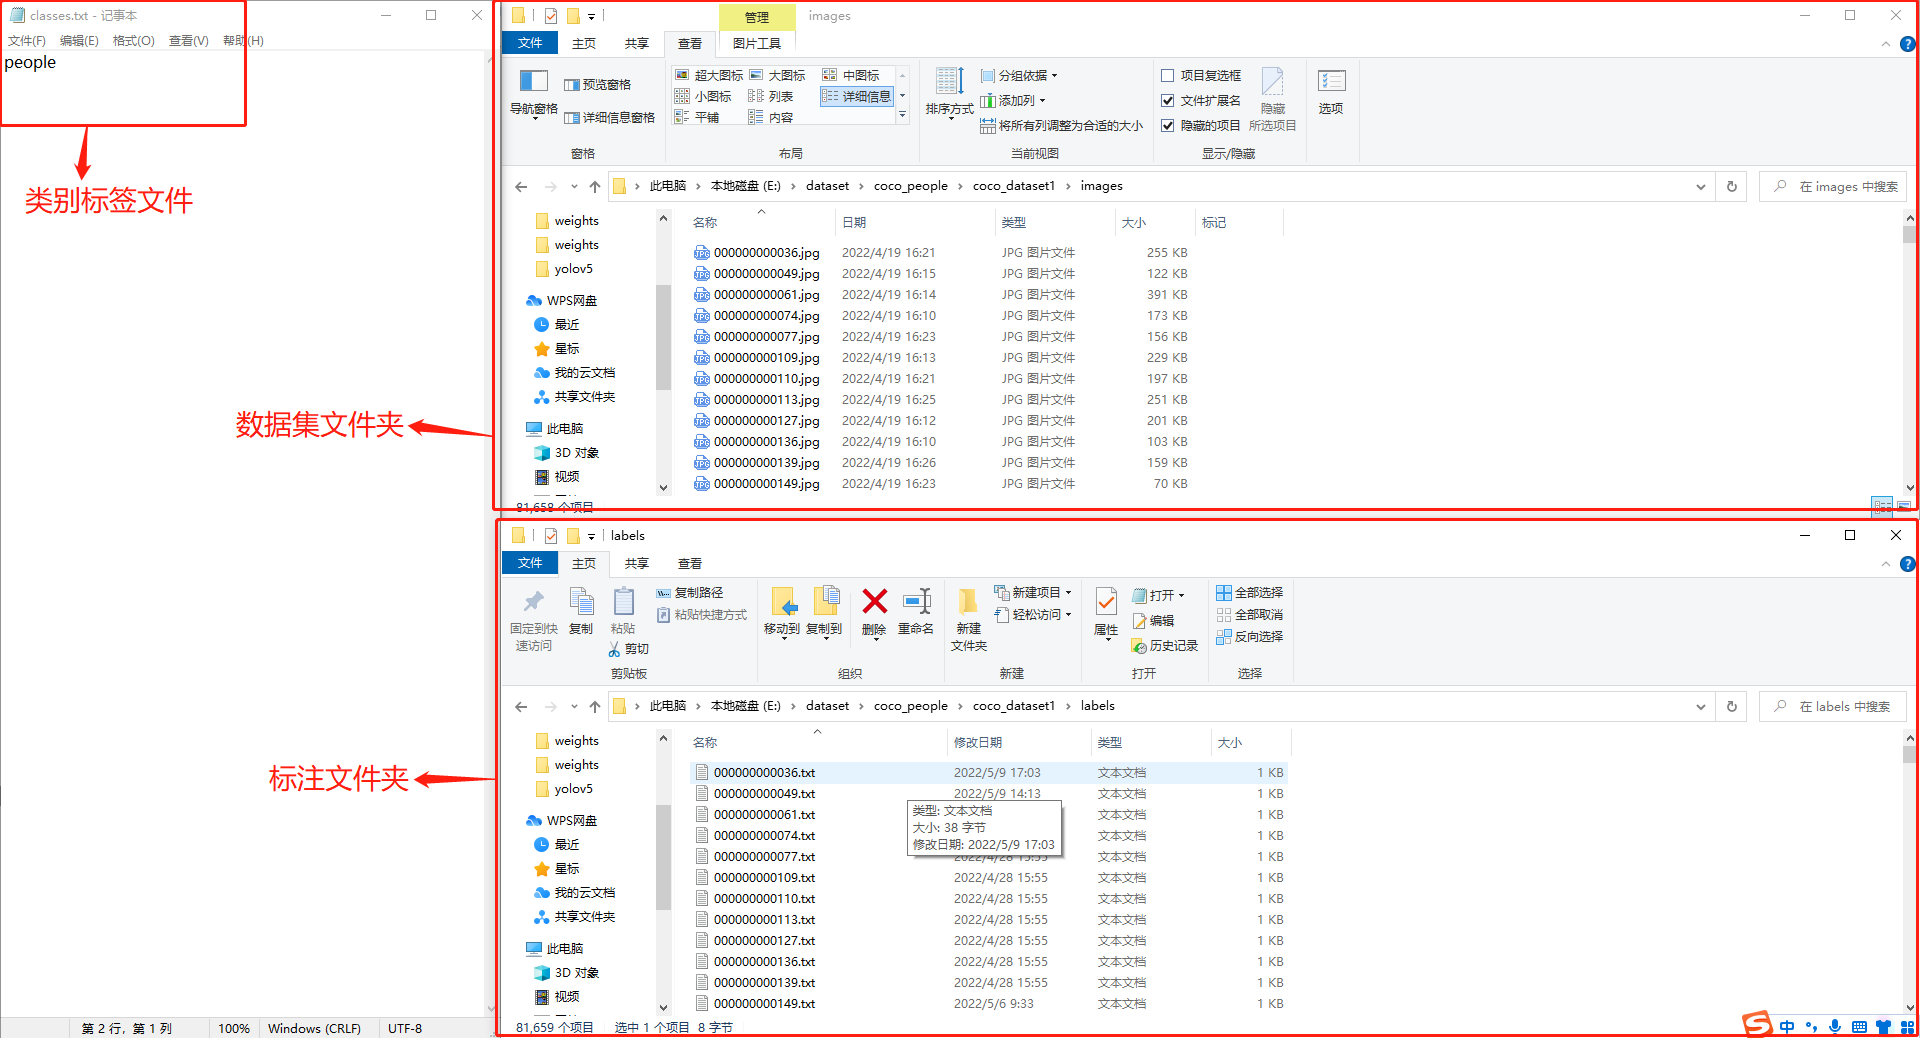 classes.txt - 记事本
文件(F) 编辑(E) 格式(O) 查看(V) 帮助(H)
people
类别标签文件
数据集文件夹
标注文件夹
第 2 行，第 1 列 100% Windows (CRLF) UTF-8
管理 images
文件 主页 共享 查看 图片工具
导航窗格
预览窗格
详细信息窗格
窗格
超大图标 大图标 中图标
小图标 列表 详细信息
平铺 内容
布局
排序方式
分组依据
添加列
将所有列调整为合适的大小
当前视图
项目复选框
文件扩展名
隐藏的项目
隐藏
所选项目
显示/隐藏
选项
此电脑 › 本地磁盘 (E:) › dataset › coco_people › coco_dataset1 › images
在 images 中搜索
weights
weights
yolov5
WPS网盘
最近
星标
我的云文档
共享文件夹
此电脑
3D 对象
视频
名称 日期 类型 大小 标记
000000000036.jpg 2022/4/19 16:21 JPG 图片文件 255 KB
000000000049.jpg 2022/4/19 16:15 JPG 图片文件 122 KB
000000000061.jpg 2022/4/19 16:14 JPG 图片文件 391 KB
000000000074.jpg 2022/4/19 16:10 JPG 图片文件 173 KB
000000000077.jpg 2022/4/19 16:23 JPG 图片文件 156 KB
000000000109.jpg 2022/4/19 16:13 JPG 图片文件 229 KB
000000000110.jpg 2022/4/19 16:21 JPG 图片文件 197 KB
000000000113.jpg 2022/4/19 16:25 JPG 图片文件 251 KB
000000000127.jpg 2022/4/19 16:12 JPG 图片文件 201 KB
000000000136.jpg 2022/4/19 16:10 JPG 图片文件 103 KB
000000000139.jpg 2022/4/19 16:26 JPG 图片文件 159 KB
000000000149.jpg 2022/4/19 16:23 JPG 图片文件 70 KB
81,658 个项目
labels
文件 主页 共享 查看
固定到快
速访问
复制
粘贴
复制路径
粘贴快捷方式
剪切
剪贴板
移动到 复制到 删除 重命名
组织
新建
文件夹
新建项目
轻松访问
新建
属性
打开
编辑
历史记录
打开
全部选择
全部取消
反向选择
选择
此电脑 › 本地磁盘 (E:) › dataset › coco_people › coco_dataset1 › labels
在 labels 中搜索
weights
weights
yolov5
WPS网盘
最近
星标
我的云文档
共享文件夹
此电脑
3D 对象
视频
名称 修改日期 类型 大小
000000000036.txt 2022/5/9 17:03 文本文档 1 KB
000000000049.txt 2022/5/9 14:13 文本文档 1 KB
000000000061.txt 文本文档 1 KB
000000000074.txt 文本文档 1 KB
000000000077.txt 2022/4/28 15:55 文本文档 1 KB
000000000109.txt 2022/4/28 15:55 文本文档 1 KB
000000000110.txt 2022/4/28 15:55 文本文档 1 KB
000000000113.txt 2022/4/28 15:55 文本文档 1 KB
000000000127.txt 2022/4/28 15:55 文本文档 1 KB
000000000136.txt 2022/4/28 15:55 文本文档 1 KB
000000000139.txt 2022/4/28 15:55 文本文档 1 KB
000000000149.txt 2022/5/6 9:33 文本文档 1 KB
类型: 文本文档
大小: 38 字节
修改日期: 2022/5/9 17:03
81,659 个项目 选中 1 个项目 8 字节
中